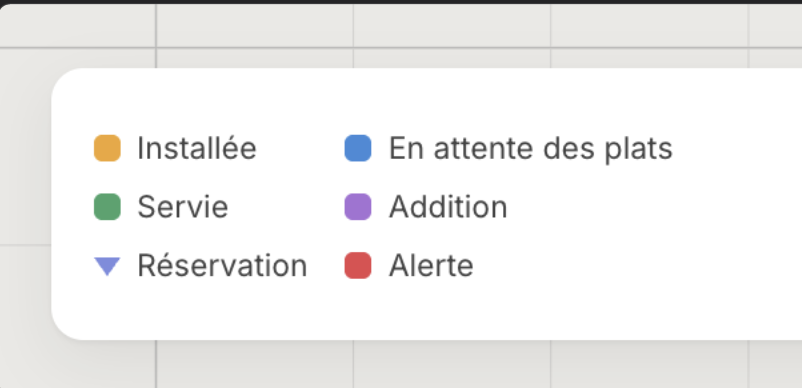 Installée
En attente des plats
Servie
Addition
Réservation
Alerte